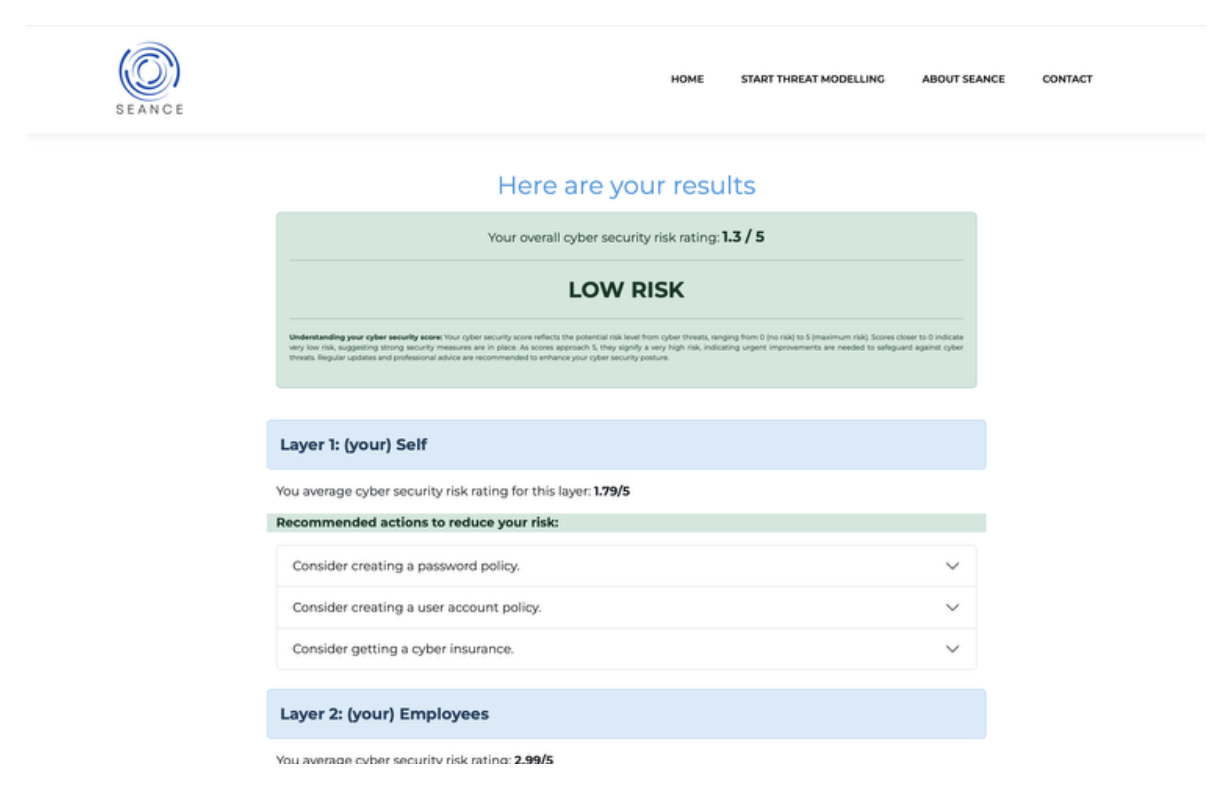 SEANCE
HOME
START THREAT MODELLING
ABOUT SEANCE
CONTACT
Here are your results
Your overall cyber security risk rating: 1.3 / 5
LOW RISK
Understanding your cyber security score: Your cyber security score reflects the potential risk level from cyber threats, ranging from 0 (no risk) to 5 (maximum risk). Scores closer to 0 indicate
very low risk, suggesting strong security measures are in place. As scores approach 5, they signify a very high risk, indicating urgent improvements are needed to safeguard against cyber
threats. Regular updates and professional advice are recommended to enhance your cyber security posture.
Layer 1: (your) Self
You average cyber security risk rating for this layer: 1.79/5
Recommended actions to reduce your risk:
Consider creating a password policy.
Consider creating a user account policy.
Consider getting a cyber insurance.
Layer 2: (your) Employees
You average cyber security risk rating: 2.99/5